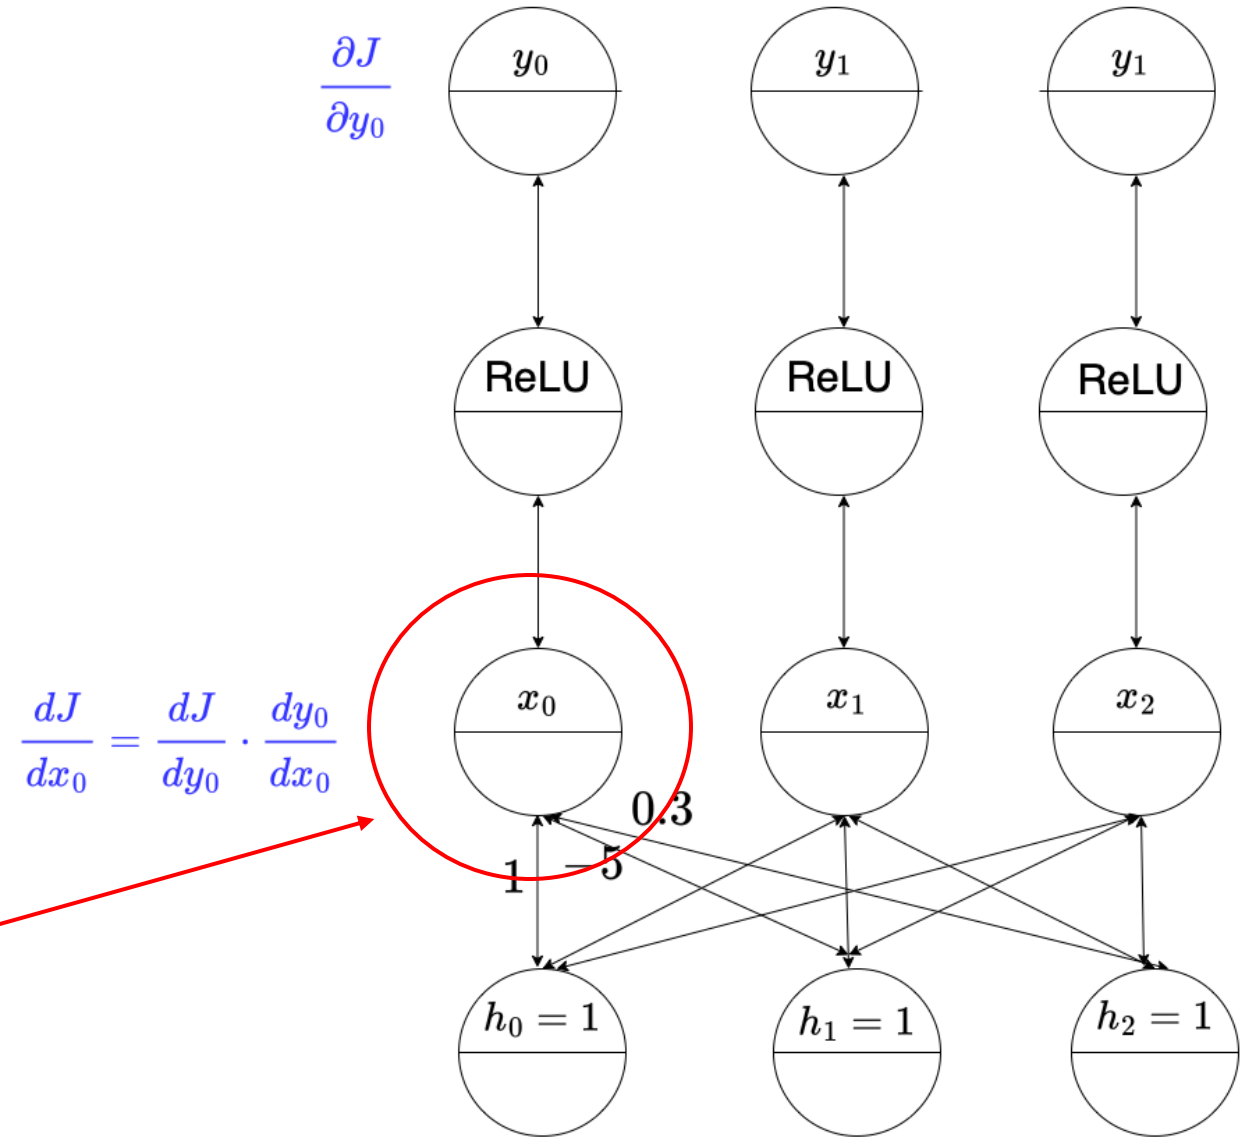 ∂J/∂y₀
y₀
y₁
y₁
ReLU
ReLU
ReLU
dJ/dx₀ = dJ/dy₀ · dy₀/dx₀
x₀
x₁
x₂
0.3
1
−5
h₀ = 1
h₁ = 1
h₂ = 1